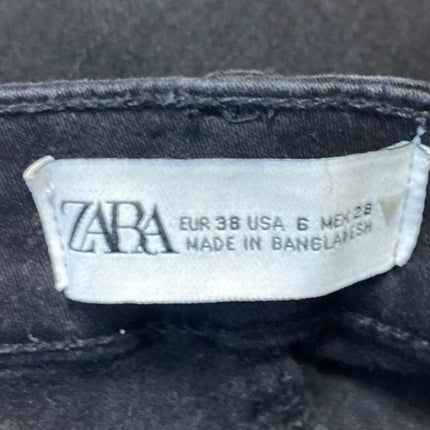 ZARA
EUR 38 USA 6 MEX 28
MADE IN BANGLADESH